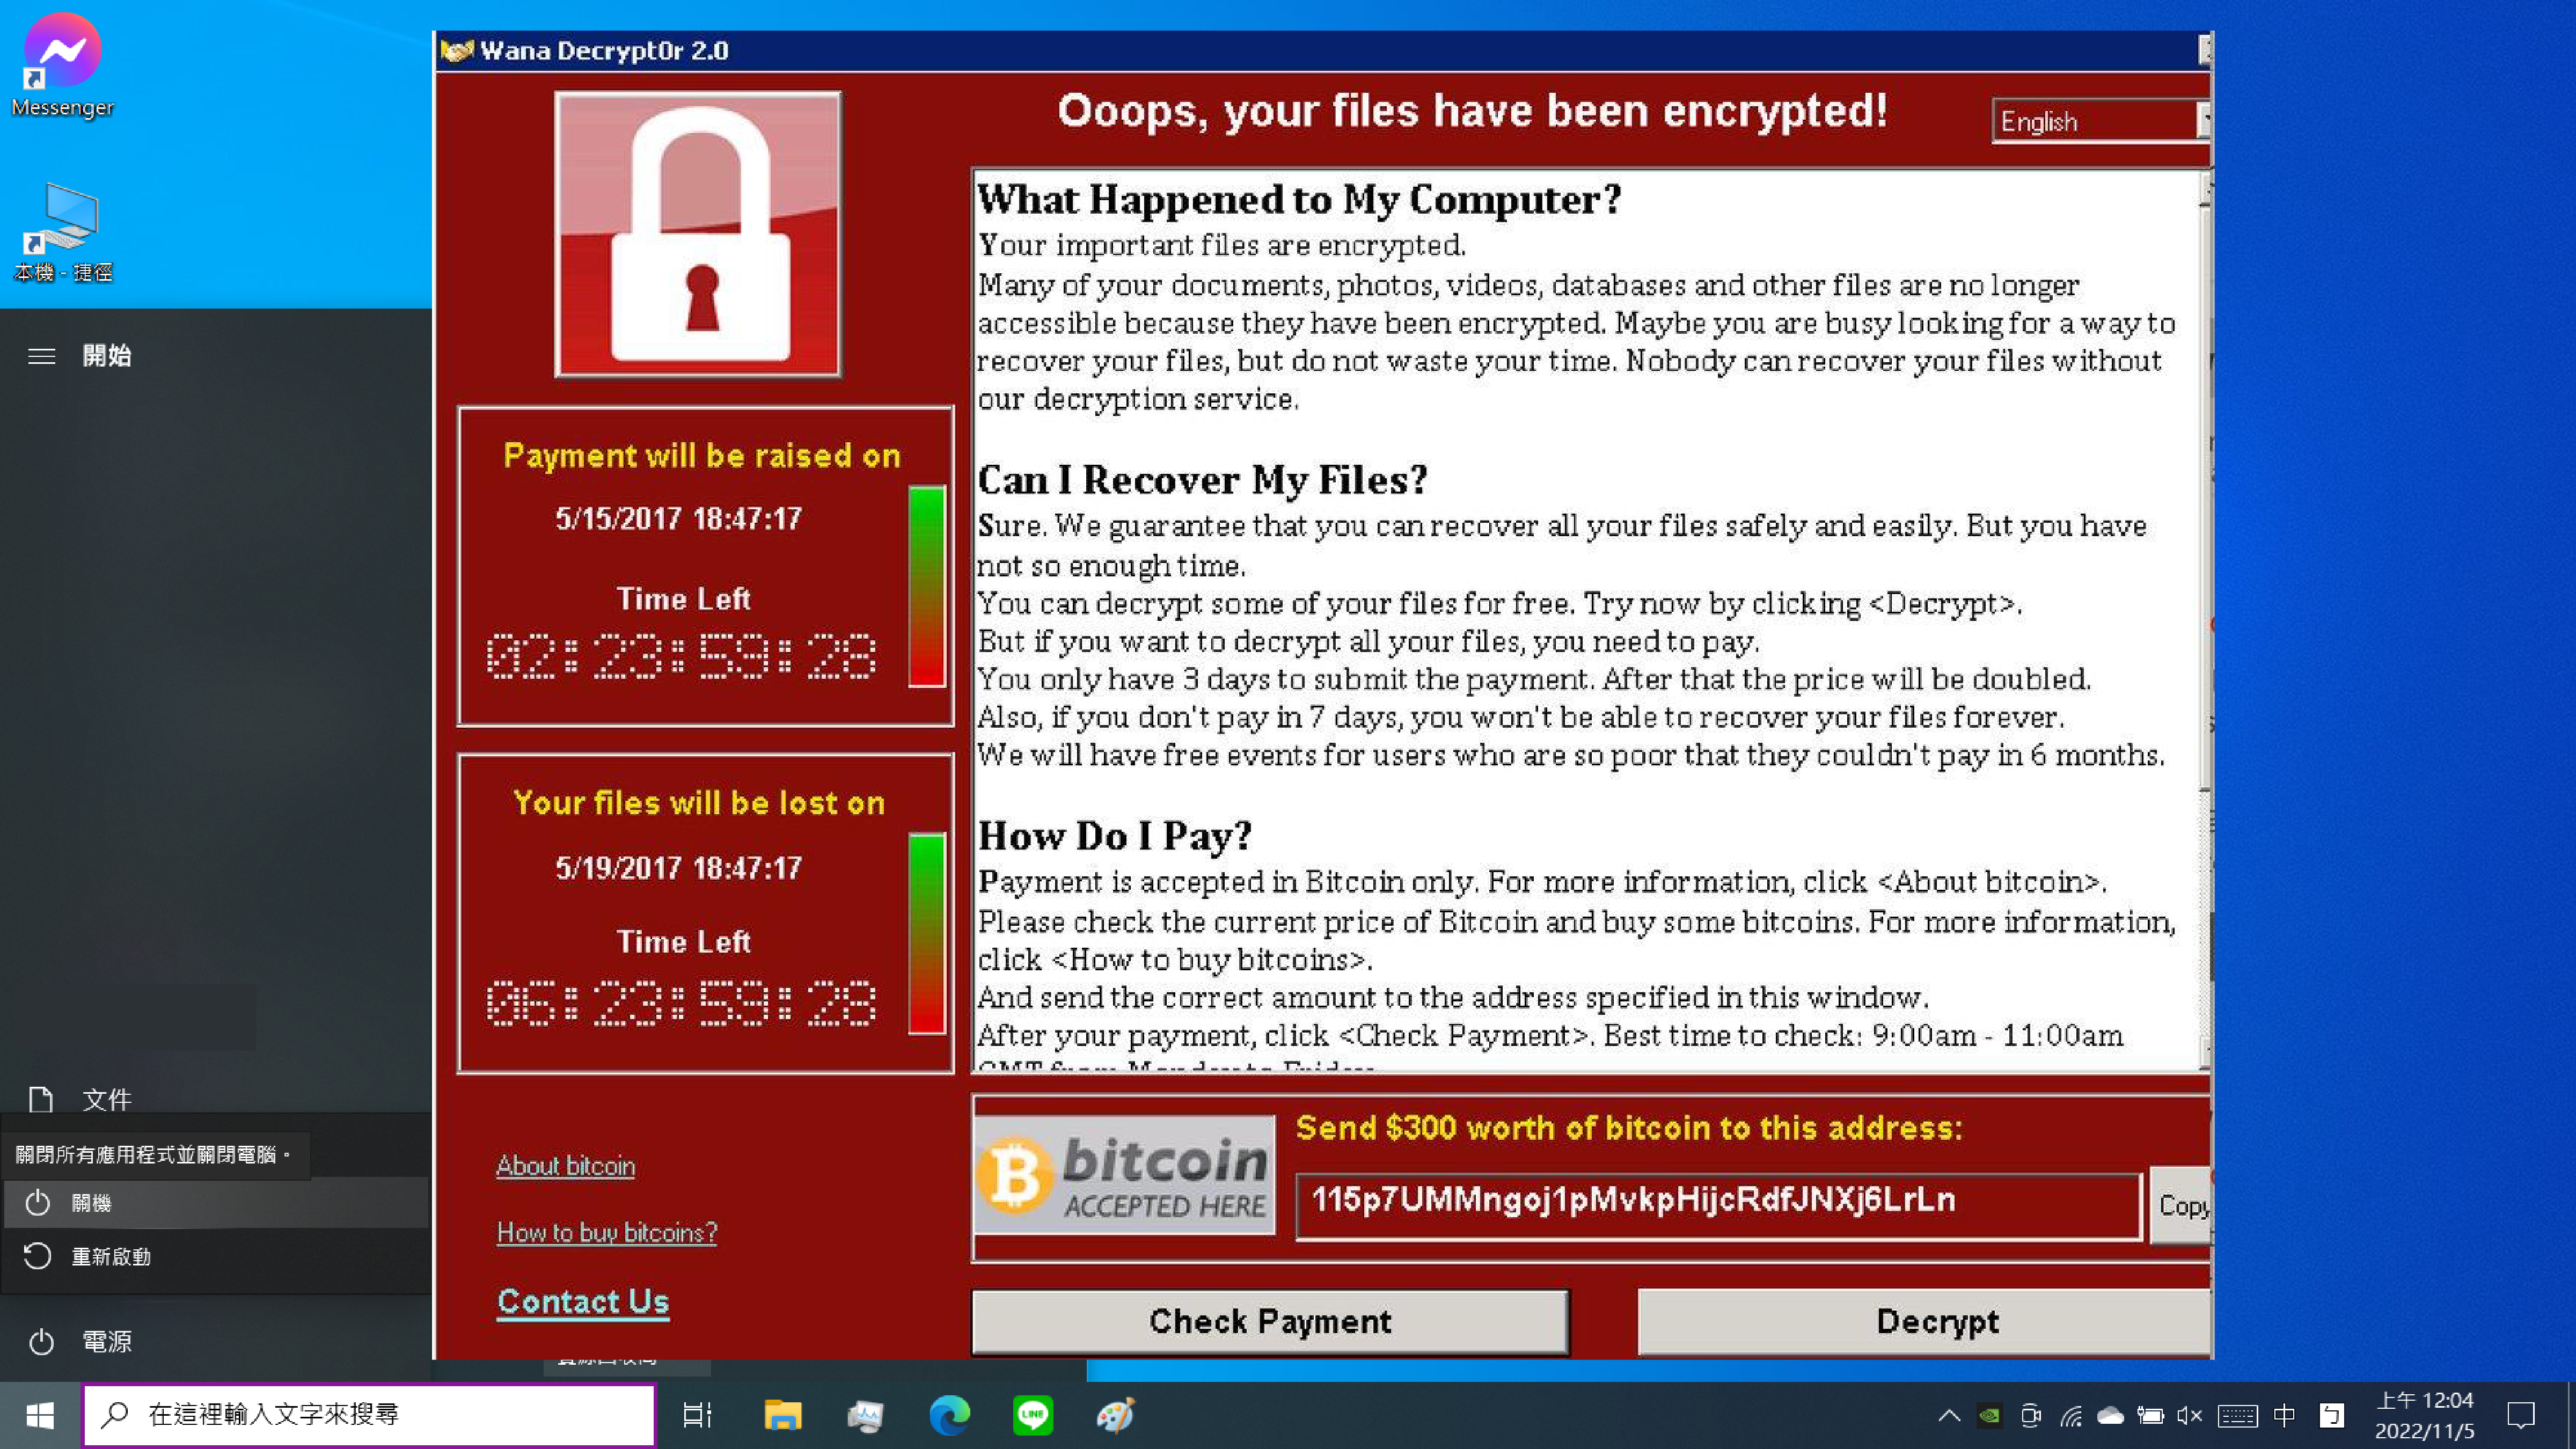 Messenger
本機 - 捷徑
開始
文件
關閉所有應用程式並關閉電腦。
關機
重新啟動
電源
Wana Decrypt0r 2.0
Ooops, your files have been encrypted!
English
Payment will be raised on
5/15/2017 18:47:17
Time Left
02:23:59:28
Your files will be lost on
5/19/2017 18:47:17
Time Left
06:23:59:28
About bitcoin
How to buy bitcoins?
Contact Us
What Happened to My Computer?
Your important files are encrypted.
Many of your documents, photos, videos, databases and other files are no longer
accessible because they have been encrypted. Maybe you are busy looking for a way to
recover your files, but do not waste your time. Nobody can recover your files without
our decryption service.
Can I Recover My Files?
Sure. We guarantee that you can recover all your files safely and easily. But you have
not so enough time.
You can decrypt some of your files for free. Try now by clicking <Decrypt>.
But if you want to decrypt all your files, you need to pay.
You only have 3 days to submit the payment. After that the price will be doubled.
Also, if you don't pay in 7 days, you won't be able to recover your files forever.
We will have free events for users who are so poor that they couldn't pay in 6 months.
How Do I Pay?
Payment is accepted in Bitcoin only. For more information, click <About bitcoin>.
Please check the current price of Bitcoin and buy some bitcoins. For more information,
click <How to buy bitcoins>.
And send the correct amount to the address specified in this window.
After your payment, click <Check Payment>. Best time to check: 9:00am - 11:00am
bitcoin
ACCEPTED HERE
Send $300 worth of bitcoin to this address:
115p7UMMngoj1pMvkpHijcRdfJNXj6LrLn
Copy
Check Payment
Decrypt
在這裡輸入文字來搜尋
LINE
中
ㄅ
上午 12:04
2022/11/5